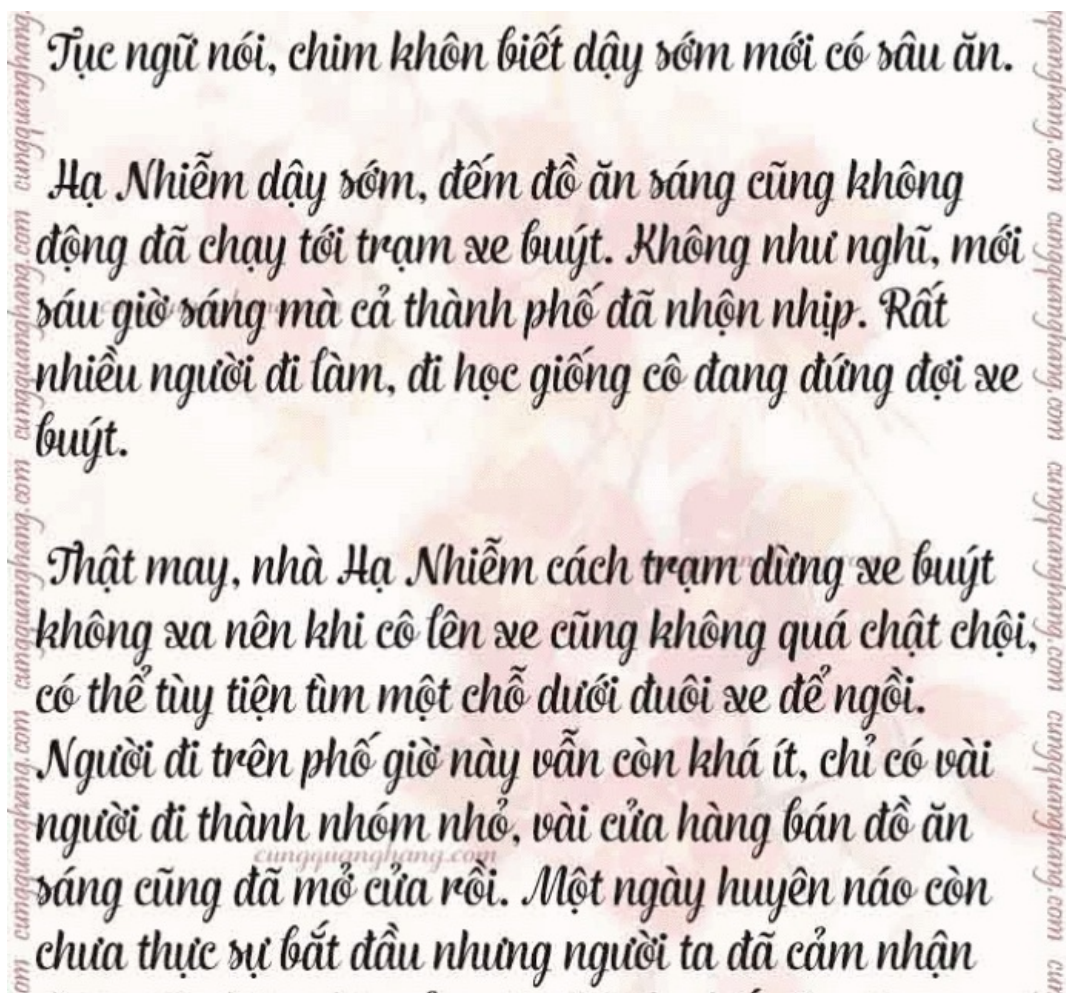 Tục ngữ nói, chim khôn biết dậy sớm mới có sâu ăn.
Hạ Nhiễm dậy sớm, đếm đồ ăn sáng cũng không
động đã chạy tới trạm xe buýt. Không như nghĩ, mới
sáu giờ sáng mà cả thành phố đã nhộn nhịp. Rất
nhiều người đi làm, đi học giống cô đang đứng đợi xe
buýt.
Thật may, nhà Hạ Nhiễm cách trạm dừng xe buýt
không xa nên khi cô lên xe cũng không quá chật chội,
có thể tùy tiện tìm một chỗ dưới đuôi xe để ngồi.
Người đi trên phố giờ này vẫn còn khá ít, chỉ có vài
người đi thành nhóm nhỏ, vài cửa hàng bán đồ ăn
cungquanghang.com
sáng cũng đã mở cửa rồi. Một ngày huyên náo còn
chưa thực sự bắt đầu nhưng người ta đã cảm nhận